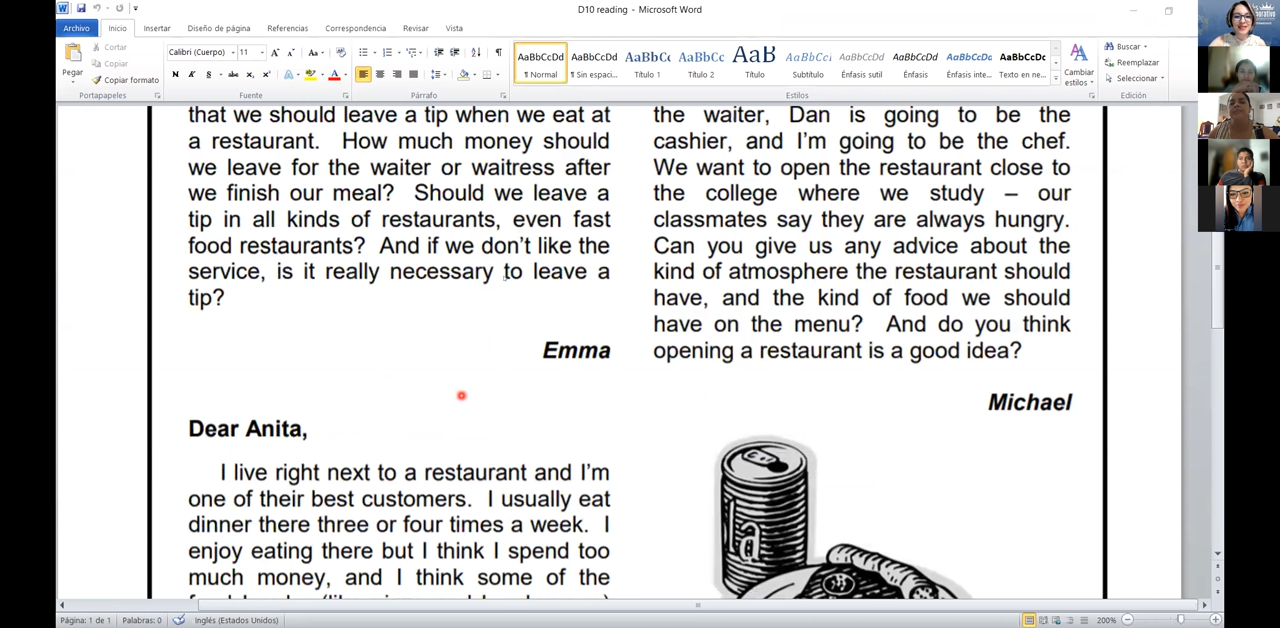 D10 reading - Microsoft Word
Archivo Inicio Insertar Diseño de página Referencias Correspondencia Revisar Vista
Pegar
Cortar
Copiar
Copiar formato
Portapapeles
Calibri (Cuerpo) 11
Fuente
Párrafo
AaBbCcDd AaBbCcDd AaBbC AaBbCc AaB AaBbCcI AaBbCcDd AaBbCcDd AaBbCcDd AaBbCcDc
¶ Normal ¶ Sin espaci... Título 1 Título 2 Título Subtítulo Énfasis sutil Énfasis Énfasis inte... Texto en ne...
Estilos
Cambiar
estilos
Buscar
Reemplazar
Seleccionar
Edición
that we should leave a tip when we eat at
a restaurant. How much money should
we leave for the waiter or waitress after
we finish our meal? Should we leave a
tip in all kinds of restaurants, even fast
food restaurants? And if we don't like the
service, is it really necessary to leave a
tip?
Emma
Dear Anita,
I live right next to a restaurant and I'm
one of their best customers. I usually eat
dinner there three or four times a week. I
enjoy eating there but I think I spend too
much money, and I think some of the
the waiter, Dan is going to be the
cashier, and I'm going to be the chef.
We want to open the restaurant close to
the college where we study – our
classmates say they are always hungry.
Can you give us any advice about the
kind of atmosphere the restaurant should
have, and the kind of food we should
have on the menu? And do you think
opening a restaurant is a good idea?
Michael
la
Página: 1 de 1 Palabras: 0 Inglés (Estados Unidos) 200%